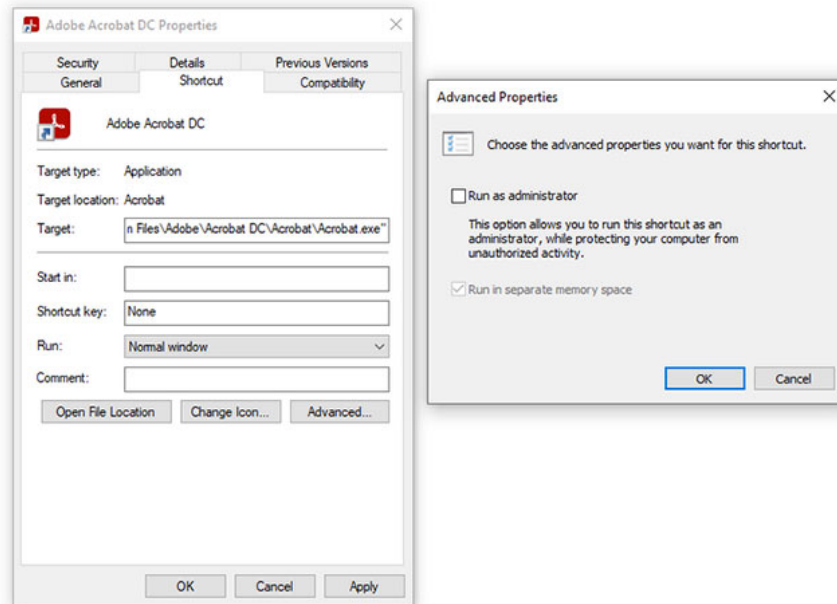 Adobe Acrobat DC Properties
Security Details Previous Versions
General Shortcut Compatibility
Adobe Acrobat DC
Target type: Application
Target location: Acrobat
Target: n Files\Adobe\Acrobat DC\Acrobat\Acrobat.exe"
Start in:
Shortcut key: None
Run: Normal window
Comment:
Open File Location Change Icon... Advanced...
OK Cancel Apply
Advanced Properties
Choose the advanced properties you want for this shortcut.
Run as administrator
This option allows you to run this shortcut as an
administrator, while protecting your computer from
unauthorized activity.
Run in separate memory space
OK Cancel